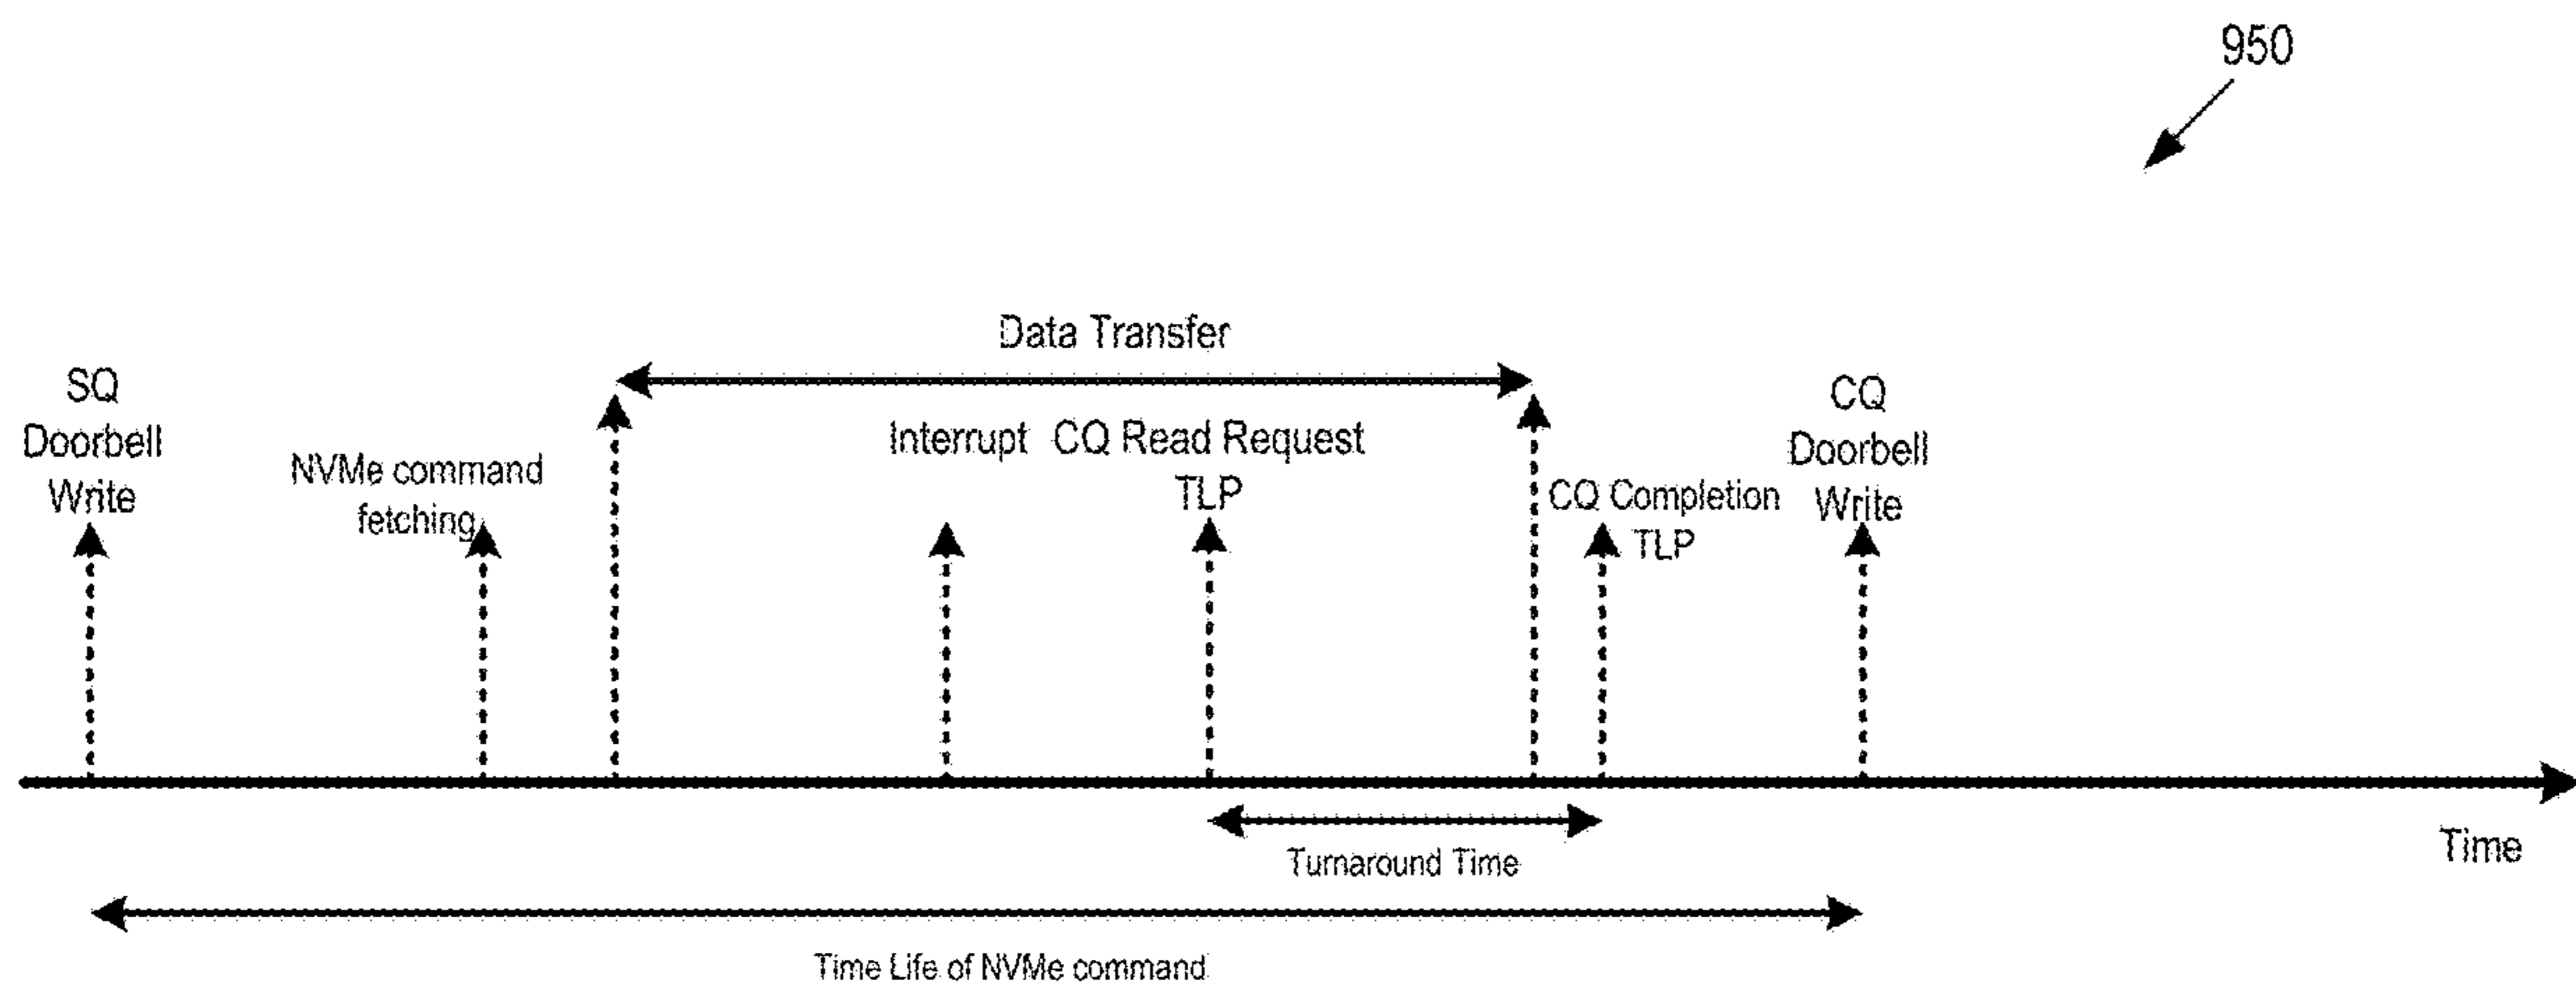 950
Data Transfer
SQ
Doorbell
Write
NVMe command
fetching
Interrupt
CQ Read Request
TLP
CQ Completion
TLP
CQ
Doorbell
Write
Turnaround Time
Time
Time Life of NVMe command